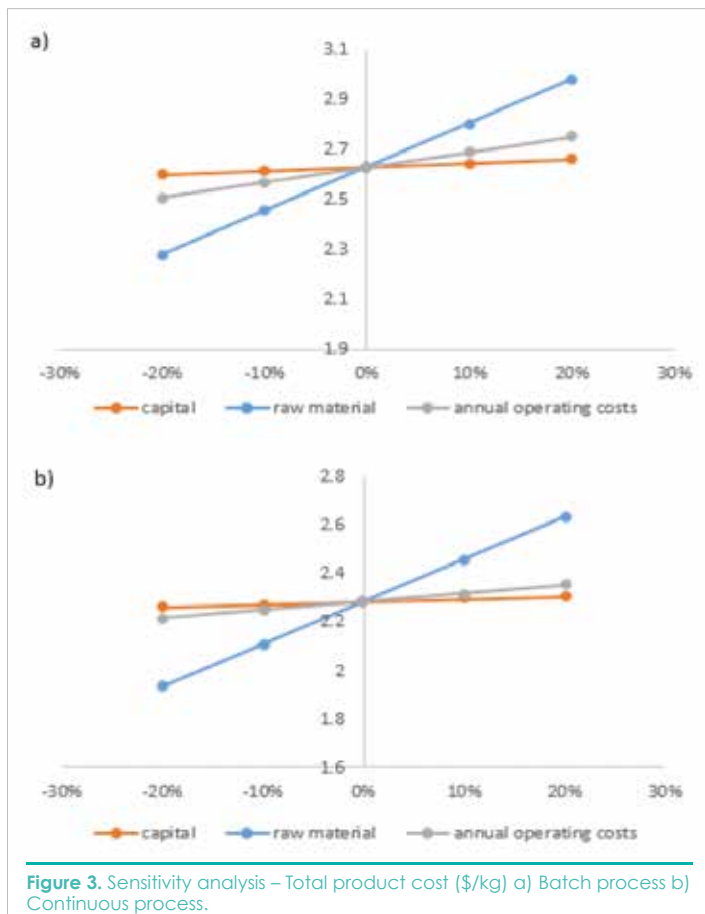 a)
3.1
2.9
2.7
2.5
2.3
2.1
1.9
-30% -20% -10% 0% 10% 20% 30%
capital raw material annual operating costs
b)
2.8
2.6
2.4
2.2
2
1.8
1.6
-30% -20% -10% 0% 10% 20% 30%
capital raw material annual operating costs
Figure 3. Sensitivity analysis – Total product cost ($/kg) a) Batch process b)
Continuous process.